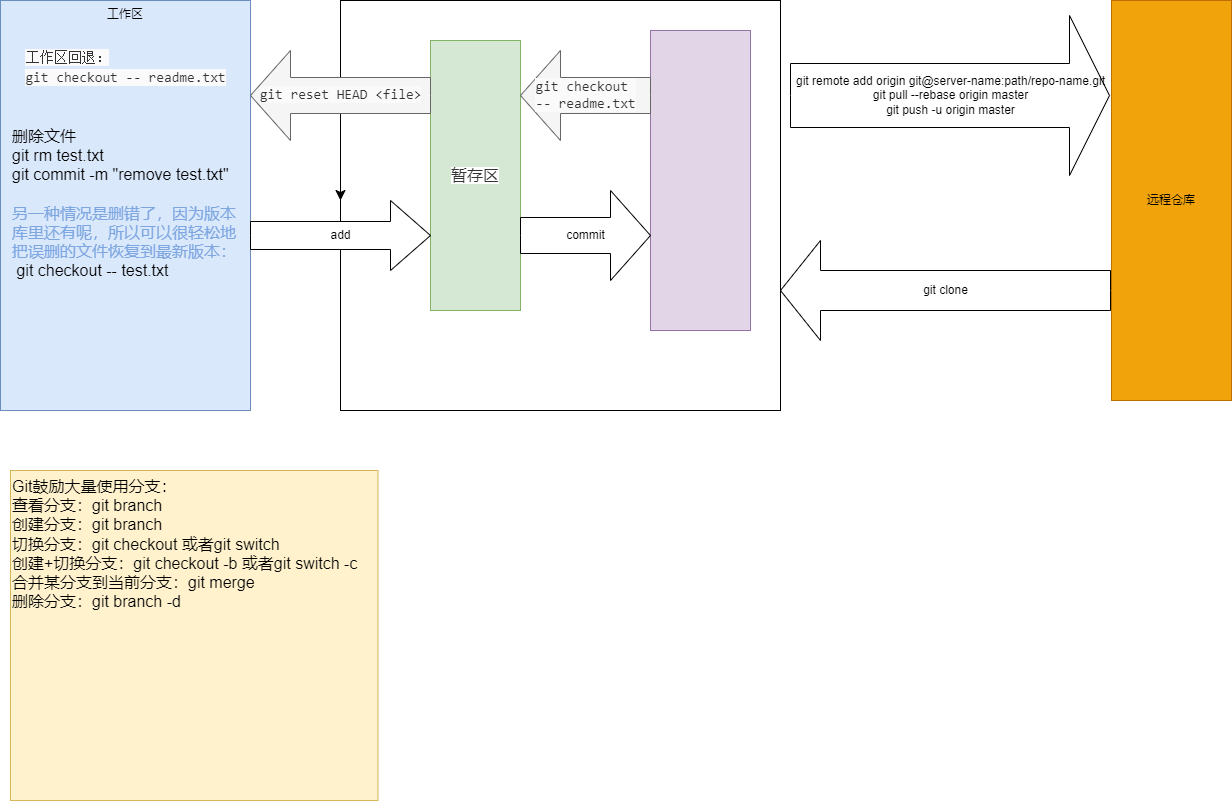 工作区
工作区回退：
git checkout -- readme.txt
删除文件
git rm test.txt
git commit -m "remove test.txt"
另一种情况是删错了，因为版本
库里还有呢，所以可以很轻松地
把误删的文件恢复到最新版本：
git checkout -- test.txt
git reset HEAD <file>
add
暂存区
git checkout
-- readme.txt
commit
git remote add origin git@server-name:path/repo-name.git
git pull --rebase origin master
git push -u origin master
git clone
远程仓库
Git鼓励大量使用分支：
查看分支：git branch
创建分支：git branch
切换分支：git checkout 或者git switch
创建+切换分支：git checkout -b 或者git switch -c
合并某分支到当前分支：git merge
删除分支：git branch -d